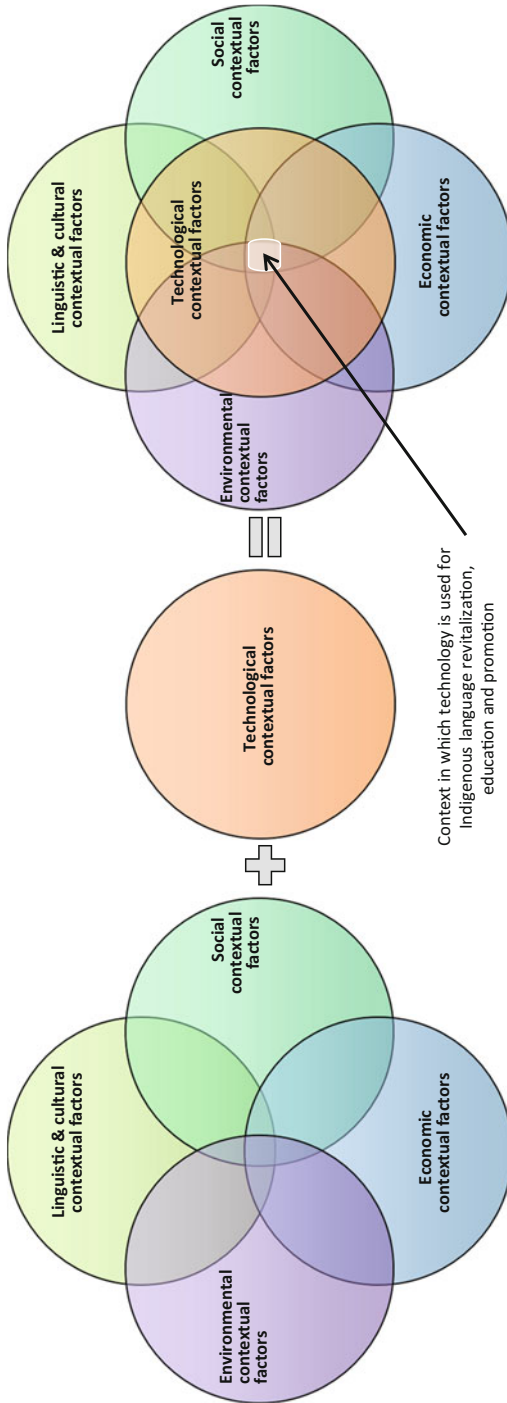 Linguistic & cultural
contextual factors
Social
contextual
factors
Environmental
contextual
factors
Economic
contextual factors
Technological
contextual factors
Linguistic & cultural
contextual factors
Social
contextual
factors
Technological
contextual factors
Environmental
contextual
factors
Economic
contextual factors
Context in which technology is used for
Indigenous language revitalization,
education and promotion